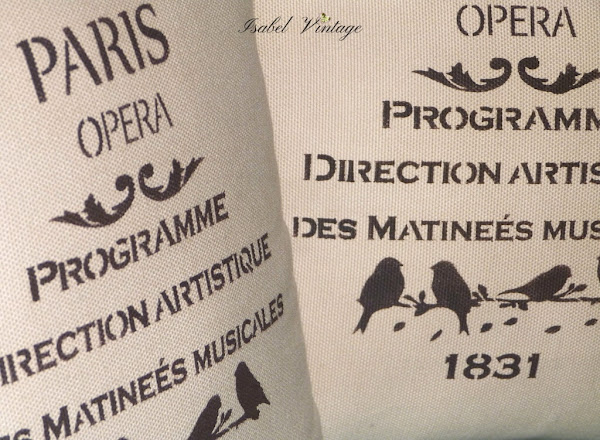 Isabel Vintage
PARIS
OPERA
PROGRAMME
DIRECTION ARTISTIQUE
DES MATINEÉS MUSICALES
OPERA
PROGRAMM
DIRECTION ARTIS
DES MATINEÉS MUS
1831